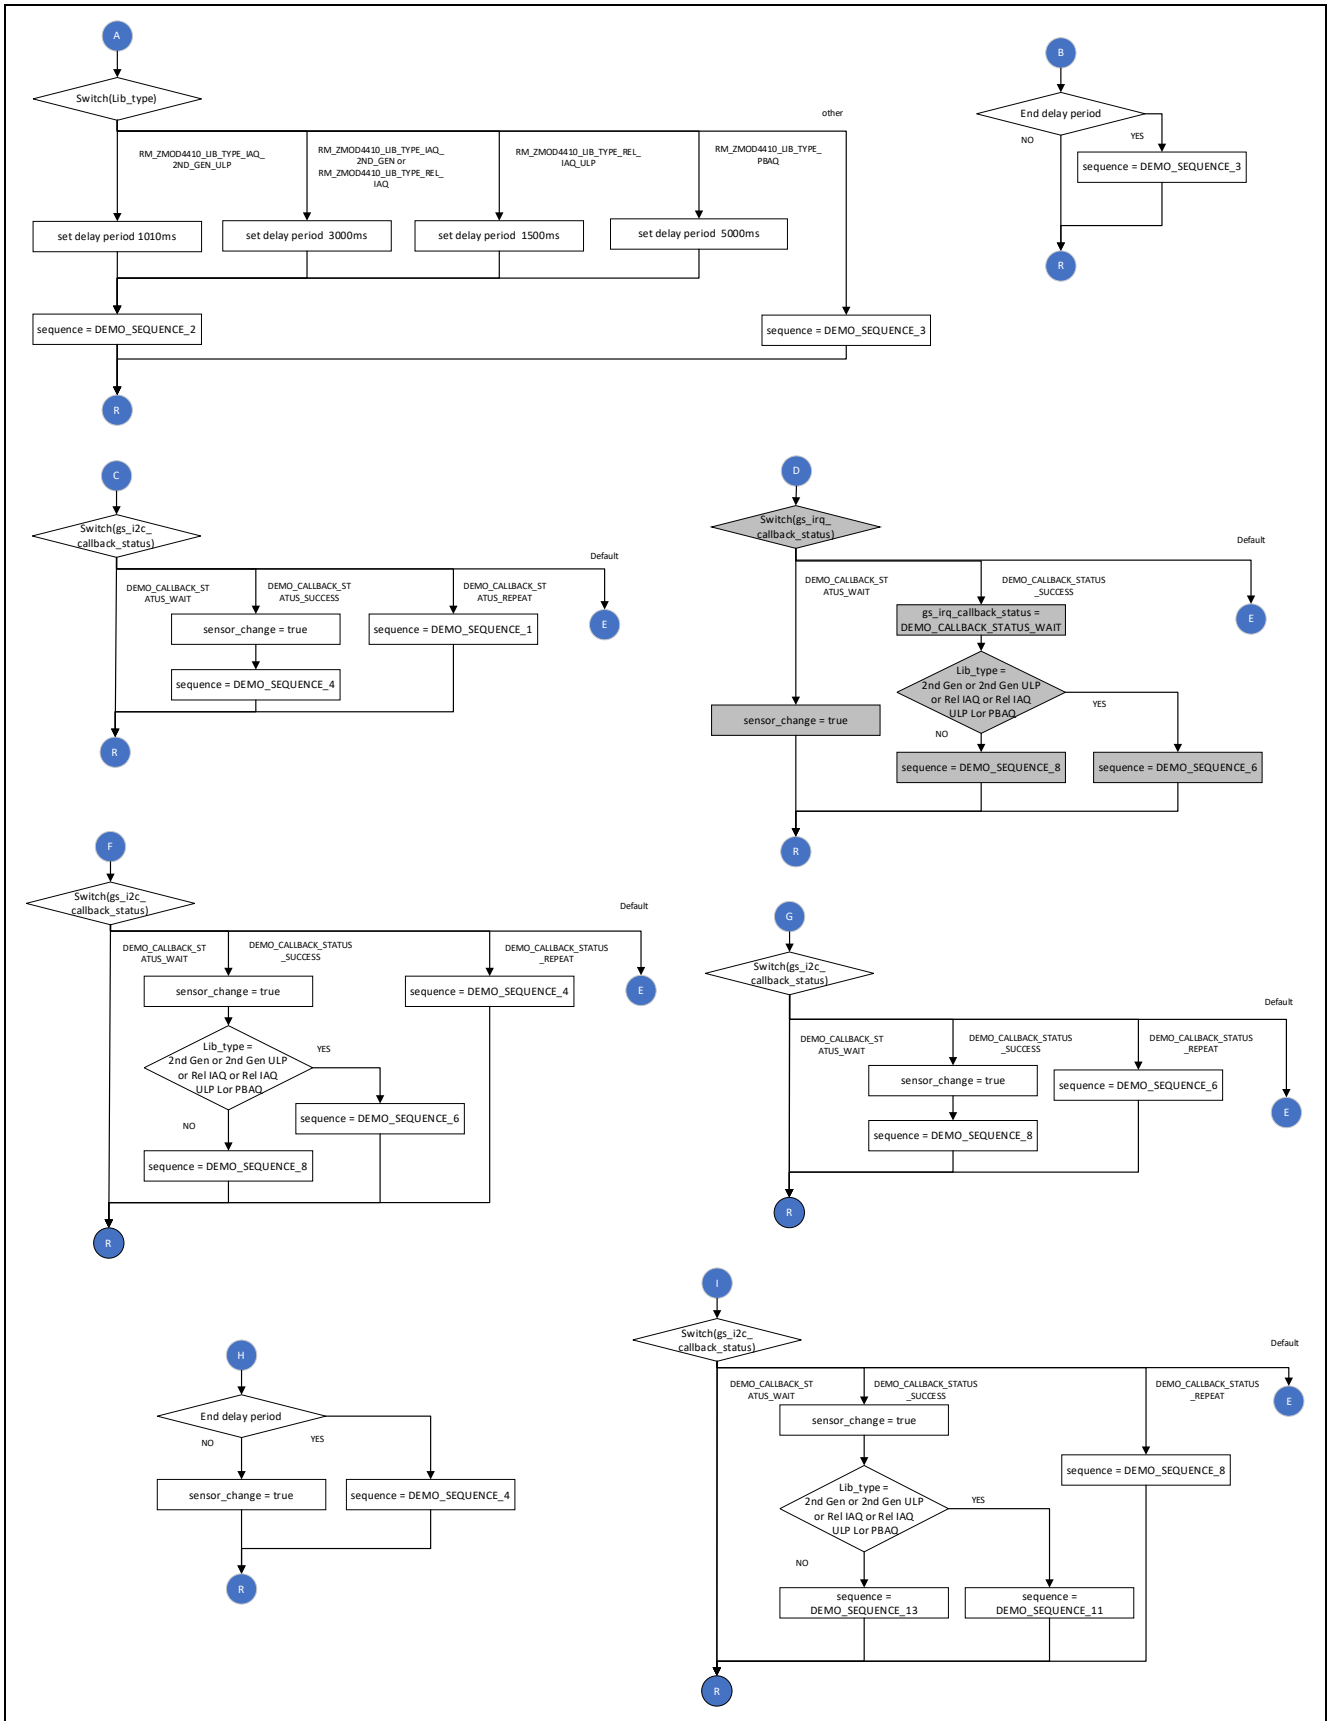 A
Switch(Lib_type)
other
RM_ZMOD4410_LIB_TYPE_IAQ_
2ND_GEN_ULP
RM_ZMOD4410_LIB_TYPE_IAQ_
2ND_GEN or
RM_ZMOD4410_LIB_TYPE_REL_
IAQ
RM_ZMOD4410_LIB_TYPE_REL_
IAQ_ULP
RM_ZMOD4410_LIB_TYPE_
PBAQ
set delay period 1010ms
set delay period 3000ms
set delay period 1500ms
set delay period 5000ms
sequence = DEMO_SEQUENCE_2
sequence = DEMO_SEQUENCE_3
R
B
End delay period
NO
YES
sequence = DEMO_SEQUENCE_3
R
C
Switch(gs_i2c_
callback_status)
Default
DEMO_CALLBACK_ST
ATUS_WAIT
DEMO_CALLBACK_ST
ATUS_SUCCESS
DEMO_CALLBACK_ST
ATUS_REPEAT
sensor_change = true
sequence = DEMO_SEQUENCE_1
E
sequence = DEMO_SEQUENCE_4
R
D
Switch(gs_irq_
callback_status)
Default
DEMO_CALLBACK_ST
ATUS_WAIT
DEMO_CALLBACK_STATUS
_SUCCESS
gs_irq_callback_status =
DEMO_CALLBACK_STATUS_WAIT
E
Lib_type =
2nd Gen or 2nd Gen ULP
or Rel IAQ or Rel IAQ
ULP Lor PBAQ
YES
NO
sensor_change = true
sequence = DEMO_SEQUENCE_8
sequence = DEMO_SEQUENCE_6
R
F
Switch(gs_i2c_
callback_status)
Default
DEMO_CALLBACK_ST
ATUS_WAIT
DEMO_CALLBACK_STATUS
_SUCCESS
DEMO_CALLBACK_STATUS
_REPEAT
sensor_change = true
sequence = DEMO_SEQUENCE_4
E
Lib_type =
2nd Gen or 2nd Gen ULP
or Rel IAQ or Rel IAQ
ULP Lor PBAQ
YES
NO
sequence = DEMO_SEQUENCE_6
sequence = DEMO_SEQUENCE_8
R
G
Switch(gs_i2c_
callback_status)
Default
DEMO_CALLBACK_ST
ATUS_WAIT
DEMO_CALLBACK_STATUS
_SUCCESS
DEMO_CALLBACK_STATUS
_REPEAT
sensor_change = true
sequence = DEMO_SEQUENCE_6
E
sequence = DEMO_SEQUENCE_8
R
H
End delay period
NO
YES
sensor_change = true
sequence = DEMO_SEQUENCE_4
R
I
Switch(gs_i2c_
callback_status)
Default
DEMO_CALLBACK_ST
ATUS_WAIT
DEMO_CALLBACK_STATUS
_SUCCESS
DEMO_CALLBACK_STATUS
_REPEAT
E
sensor_change = true
sequence = DEMO_SEQUENCE_8
Lib_type =
2nd Gen or 2nd Gen ULP
or Rel IAQ or Rel IAQ
ULP Lor PBAQ
YES
NO
sequence =
DEMO_SEQUENCE_13
sequence =
DEMO_SEQUENCE_11
R